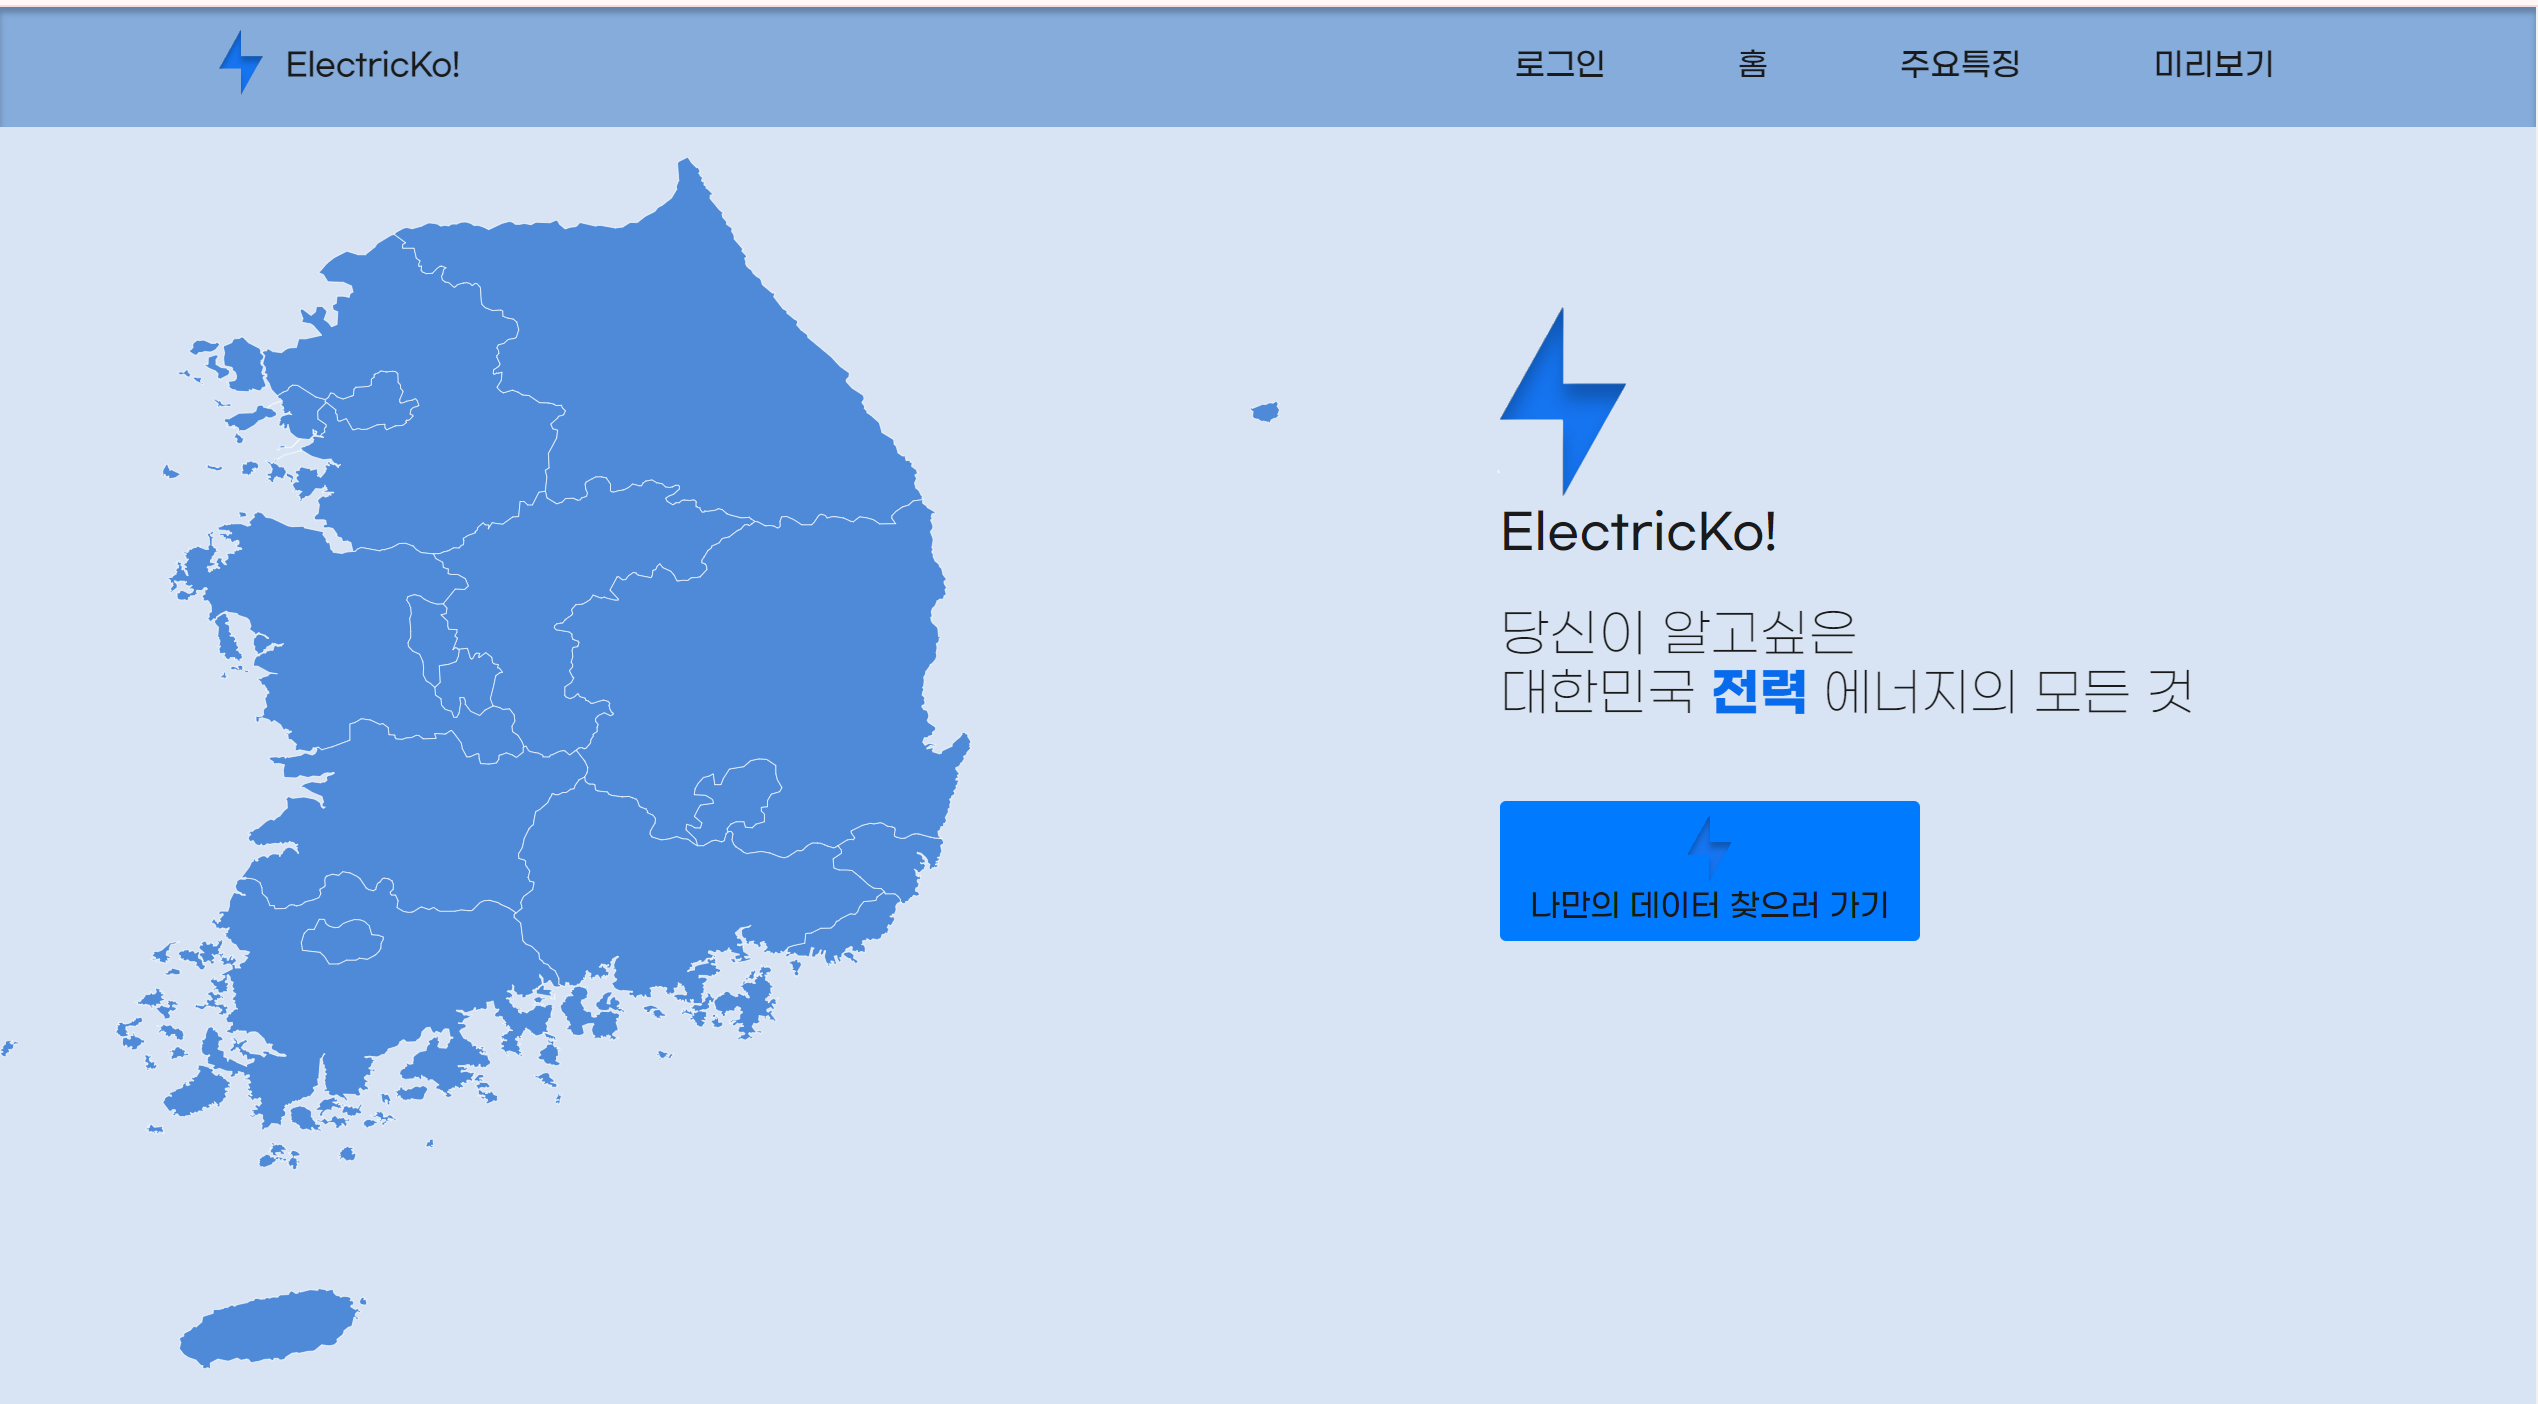 ElectricKo!
로그인
홈
주요특징
미리보기
ElectricKo!
당신이 알고싶은
대한민국 전력 에너지의 모든 것
나만의 데이터 찾으러 가기